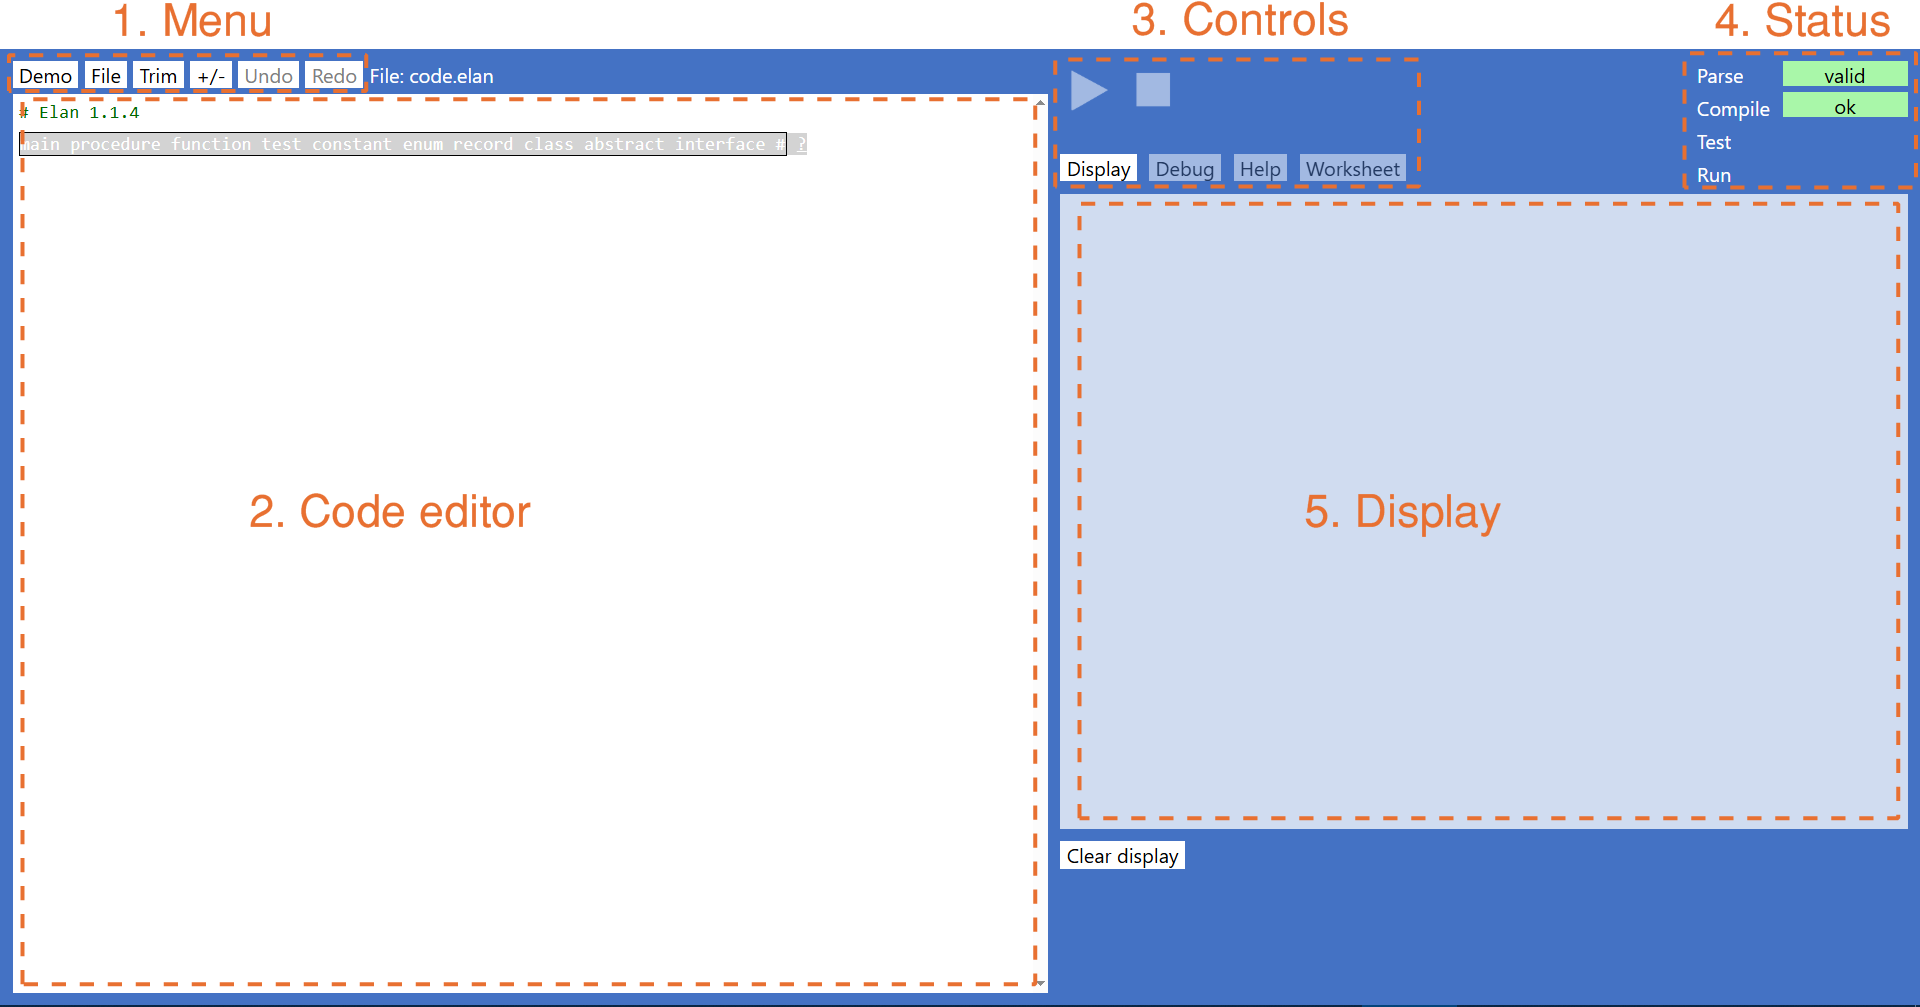 1. Menu
3. Controls
4. Status
Demo File Trim +/- Undo Redo File: code.elan
Parse valid
Compile ok
Test
Run
# Elan 1.1.4
main procedure function test constant enum record class abstract interface # ?
Display Debug Help Worksheet
2. Code editor
5. Display
Clear display